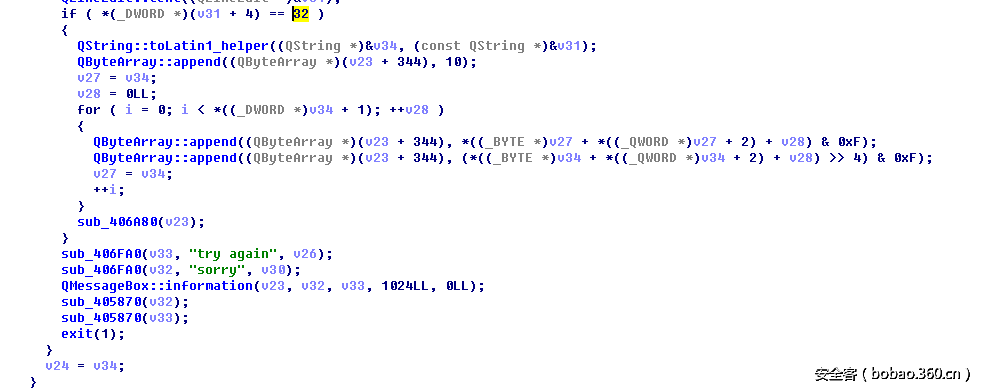 if ( *(_DWORD *)(v31 + 4) == 32 )
{
QString::toLatin1_helper((QString *)&v34, (const QString *)&v31);
QByteArray::append((QByteArray *)(v23 + 344), 10);
v27 = v34;
v28 = 0LL;
for ( i = 0; i < *((_DWORD *)v34 + 1); ++v28 )
{
QByteArray::append((QByteArray *)(v23 + 344), *((_BYTE *)v27 + *((_QWORD *)v27 + 2) + v28) & 0xF);
QByteArray::append((QByteArray *)(v23 + 344), (*((_BYTE *)v34 + *((_QWORD *)v34 + 2) + v28) >> 4) & 0xF);
v27 = v34;
++i;
}
sub_406A80(v23);
}
sub_406FA0(v33, "try again", v26);
sub_406FA0(v32, "sorry", v30);
QMessageBox::information(v23, v32, v33, 1024LL, 0LL);
sub_405870(v32);
sub_405870(v33);
exit(1);
}
v24 = v34;
}
安全客（bobao.360.cn）